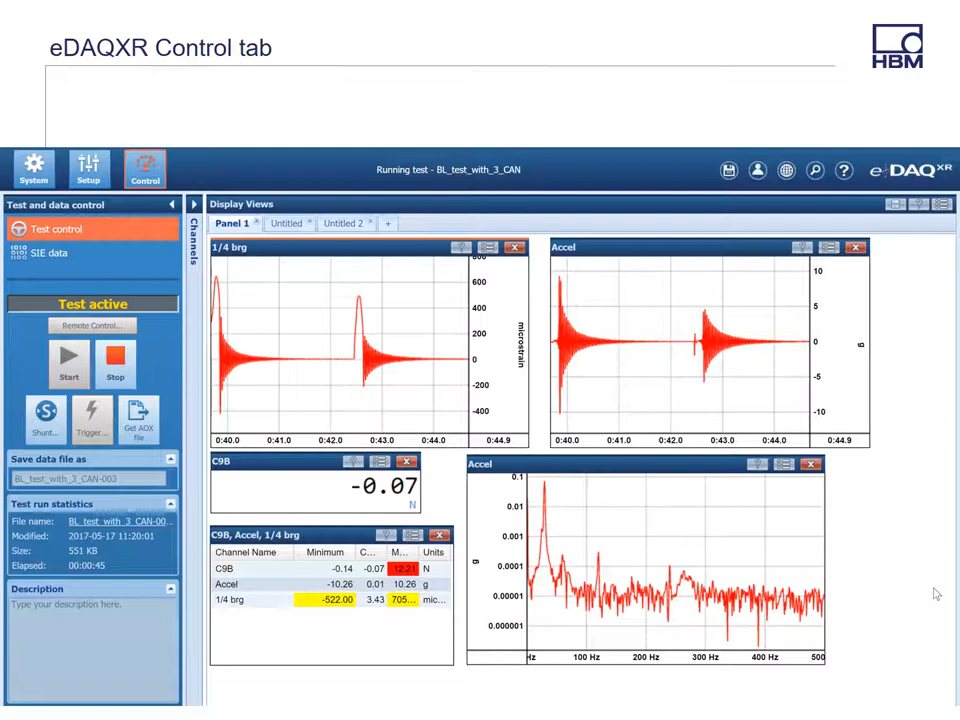 eDAQXR Control tab
HBM
System
Setup
Control
Running test - BL_test_with_3_CAN
?
e-DAQXR
Test and data control
Display Views
?
Test control
SIE data
Channels
Panel 1
Untitled
Untitled 2
+
1/4 brg
?
800
600
400
200
0
-200
-400
microstrain
0:40.0
0:41.0
0:42.0
0:43.0
0:44.0
0:44.9
Accel
?
10
5
0
-5
-10
g
0:40.0
0:41.0
0:42.0
0:43.0
0:44.0
0:44.9
Test active
Remote Control...
Start
Stop
Shunt...
Trigger...
Get AOX
file
Save data file as
BL_test_with_3_CAN-003
Test run statistics
File name: BL_test_with_3_CAN-00...
Modified: 2017-05-17 11:20:01
Size: 551 KB
Elapsed: 00:00:45
Description
Type your description here.
C9B
?
-0.07
N
C9B, Accel, 1/4 brg
?
Channel Name Minimum C... M... Units
C9B -0.14 -0.07 12.21 N
Accel -10.26 0.01 10.26 g
1/4 brg -522.00 3.43 705... mic...
Accel
?
0.1
0.01
0.001
0.0001
0.00001
0.000001
g
Hz
100 Hz
200 Hz
300 Hz
400 Hz
500